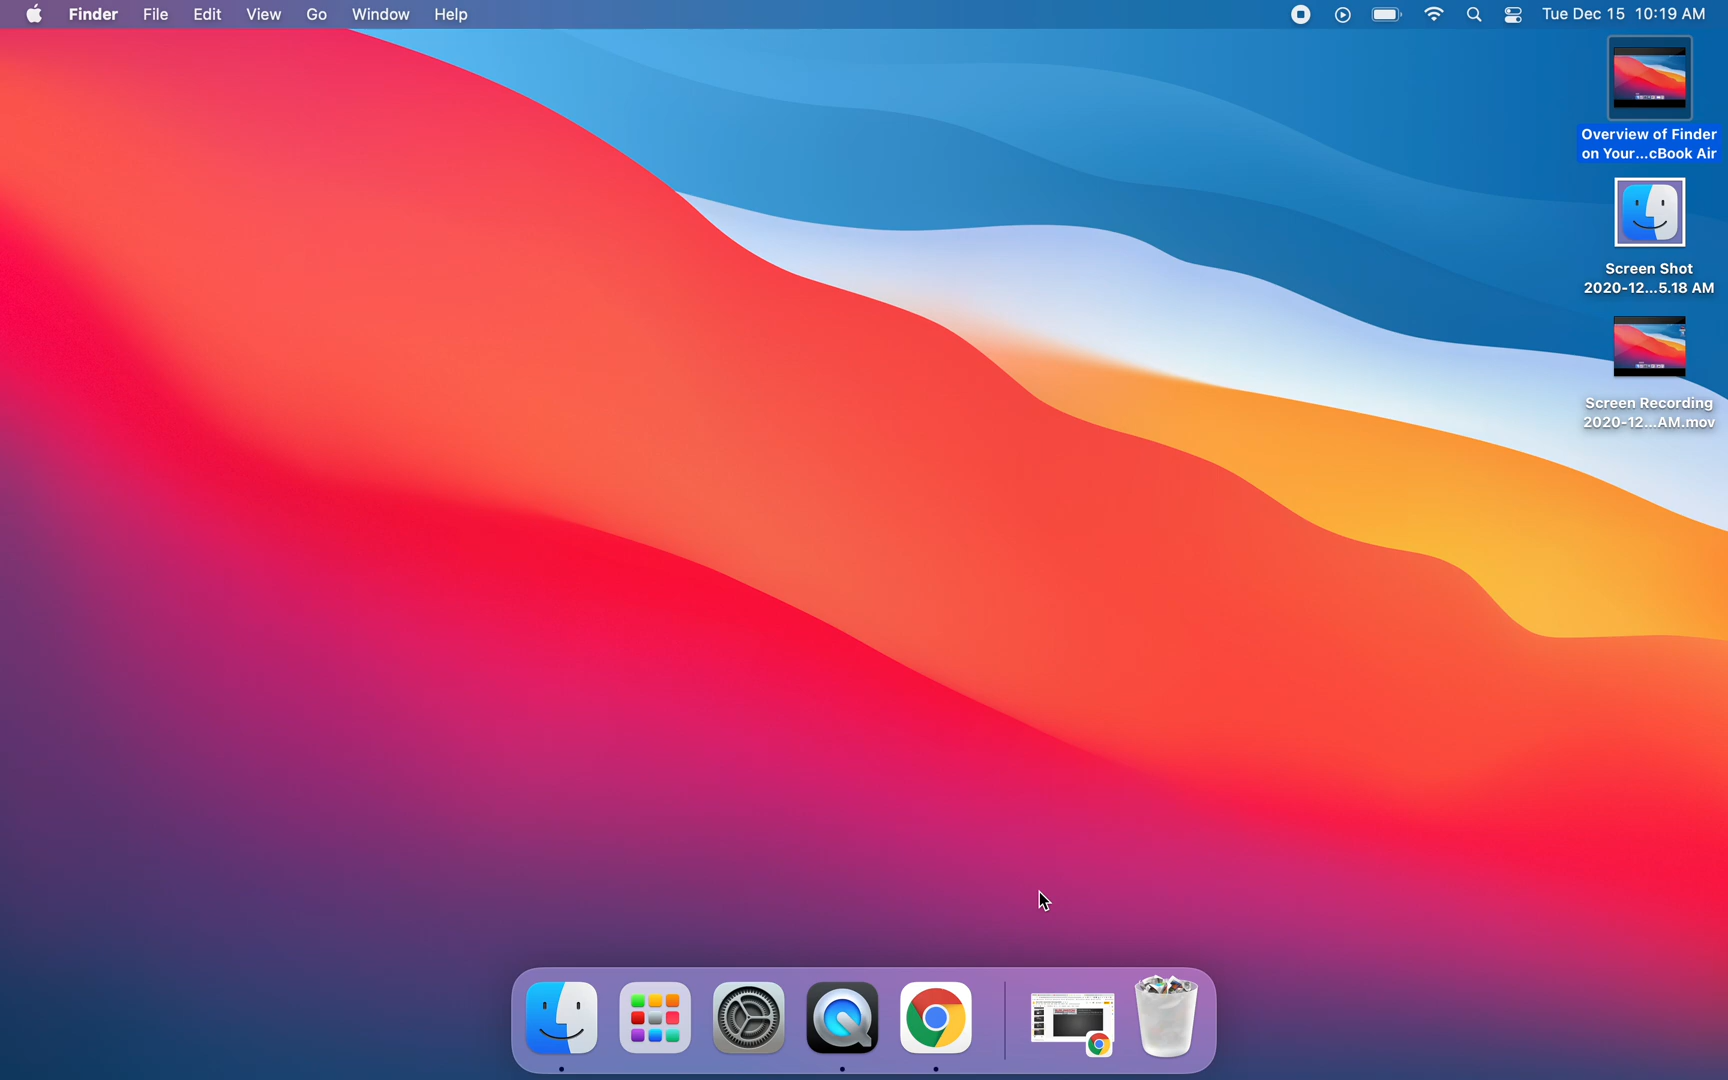 Finder File Edit View Go Window Help Tue Dec 15 10:19 AM
Overview of Finder
on Your...cBook Air
Screen Shot
2020-12...5.18 AM
Screen Recording
2020-12...AM.mov